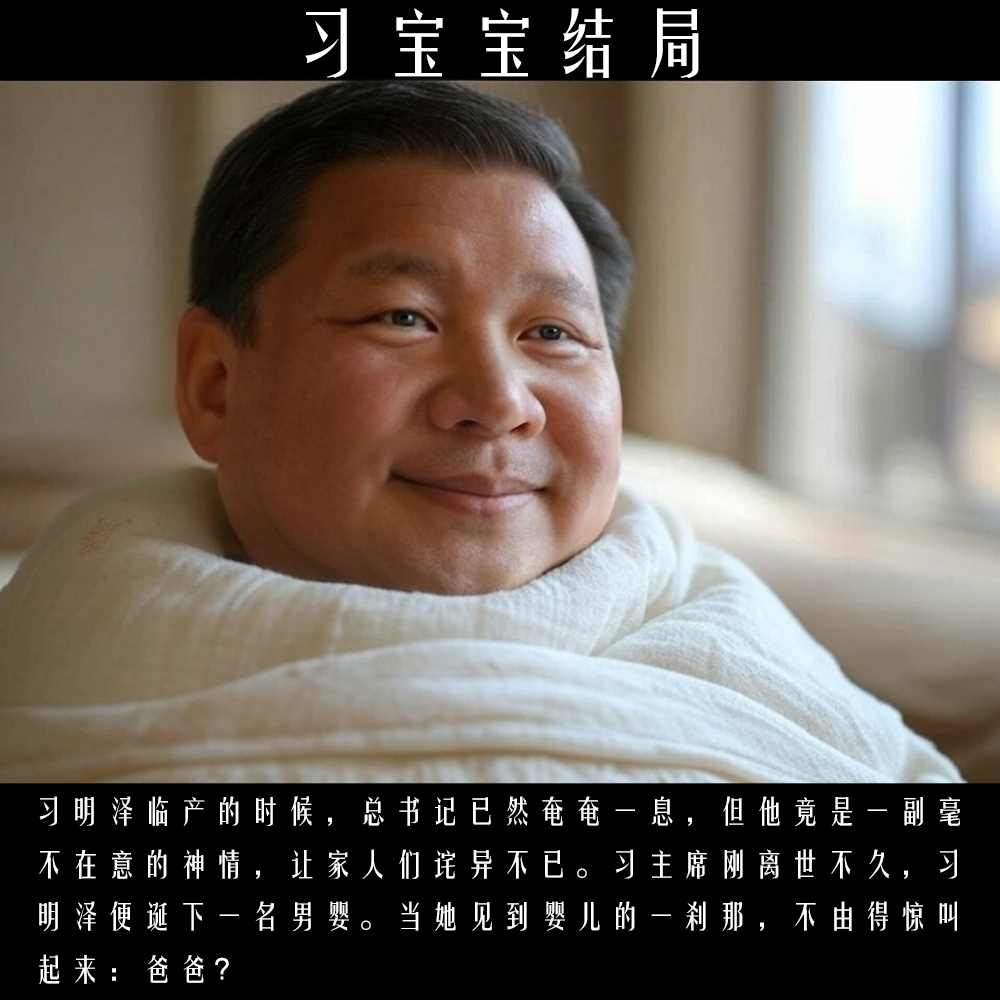 习宝宝结局
习明泽临产的时候，总书记已然奄奄一息，但他竟是一副毫
不在意的神情，让家人们诧异不已。习主席刚离世不久，习
明泽便诞下一名男婴。当她见到婴儿的一刹那，不由得惊叫
起来：爸爸？